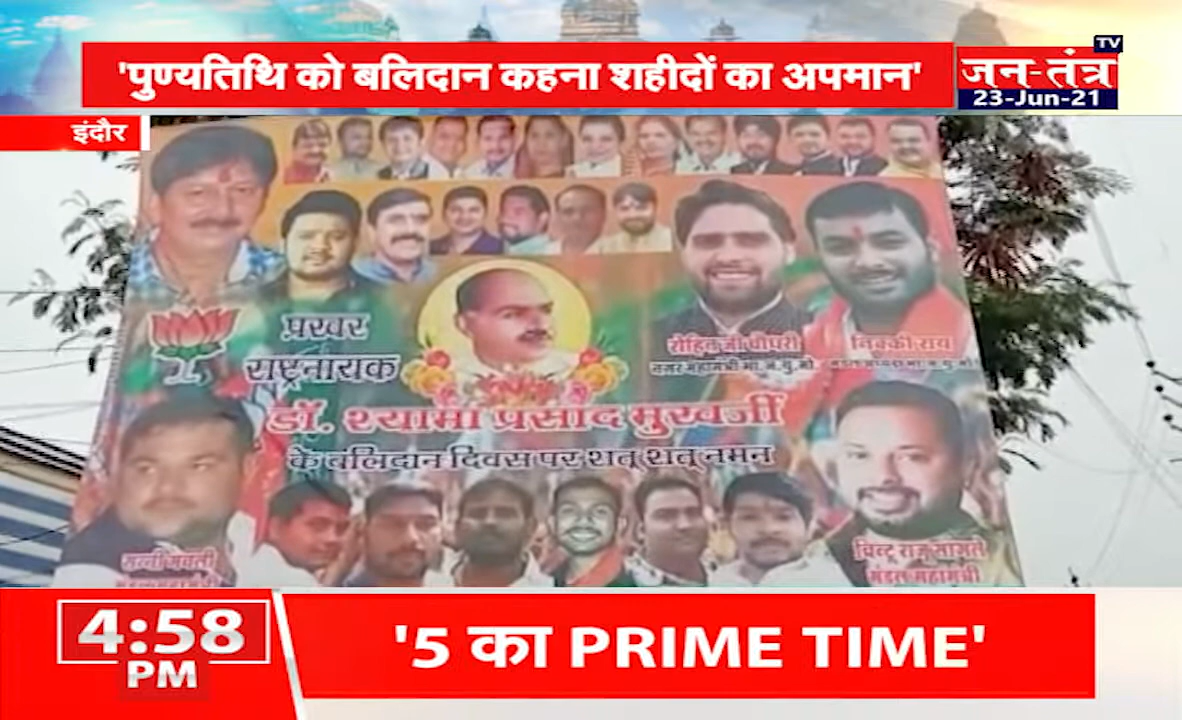 'पुण्यतिथि को बलिदान कहना शहीदों का अपमान'
जन-तंत्र TV
23-Jun-21
इंदौर
प्रखर
राष्ट्रनायक
डॉ. श्यामा प्रसाद मुखर्जी
के बलिदान दिवस पर शत् शत् नमन
निक्की राय
मंडल महामंत्री
4:58
PM
'5 का PRIME TIME'